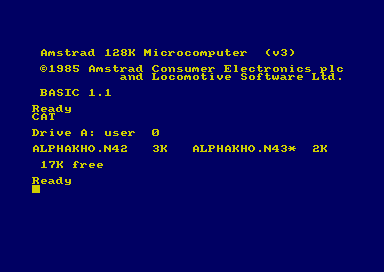 Amstrad 128K Microcomputer  (v3)
©1985 Amstrad Consumer Electronics plc
and Locomotive Software Ltd.
BASIC 1.1
Ready
CAT
Drive A: user  0
ALPHAKHO.N42   3K   ALPHAKHO.N43*  2K
17K free
Ready